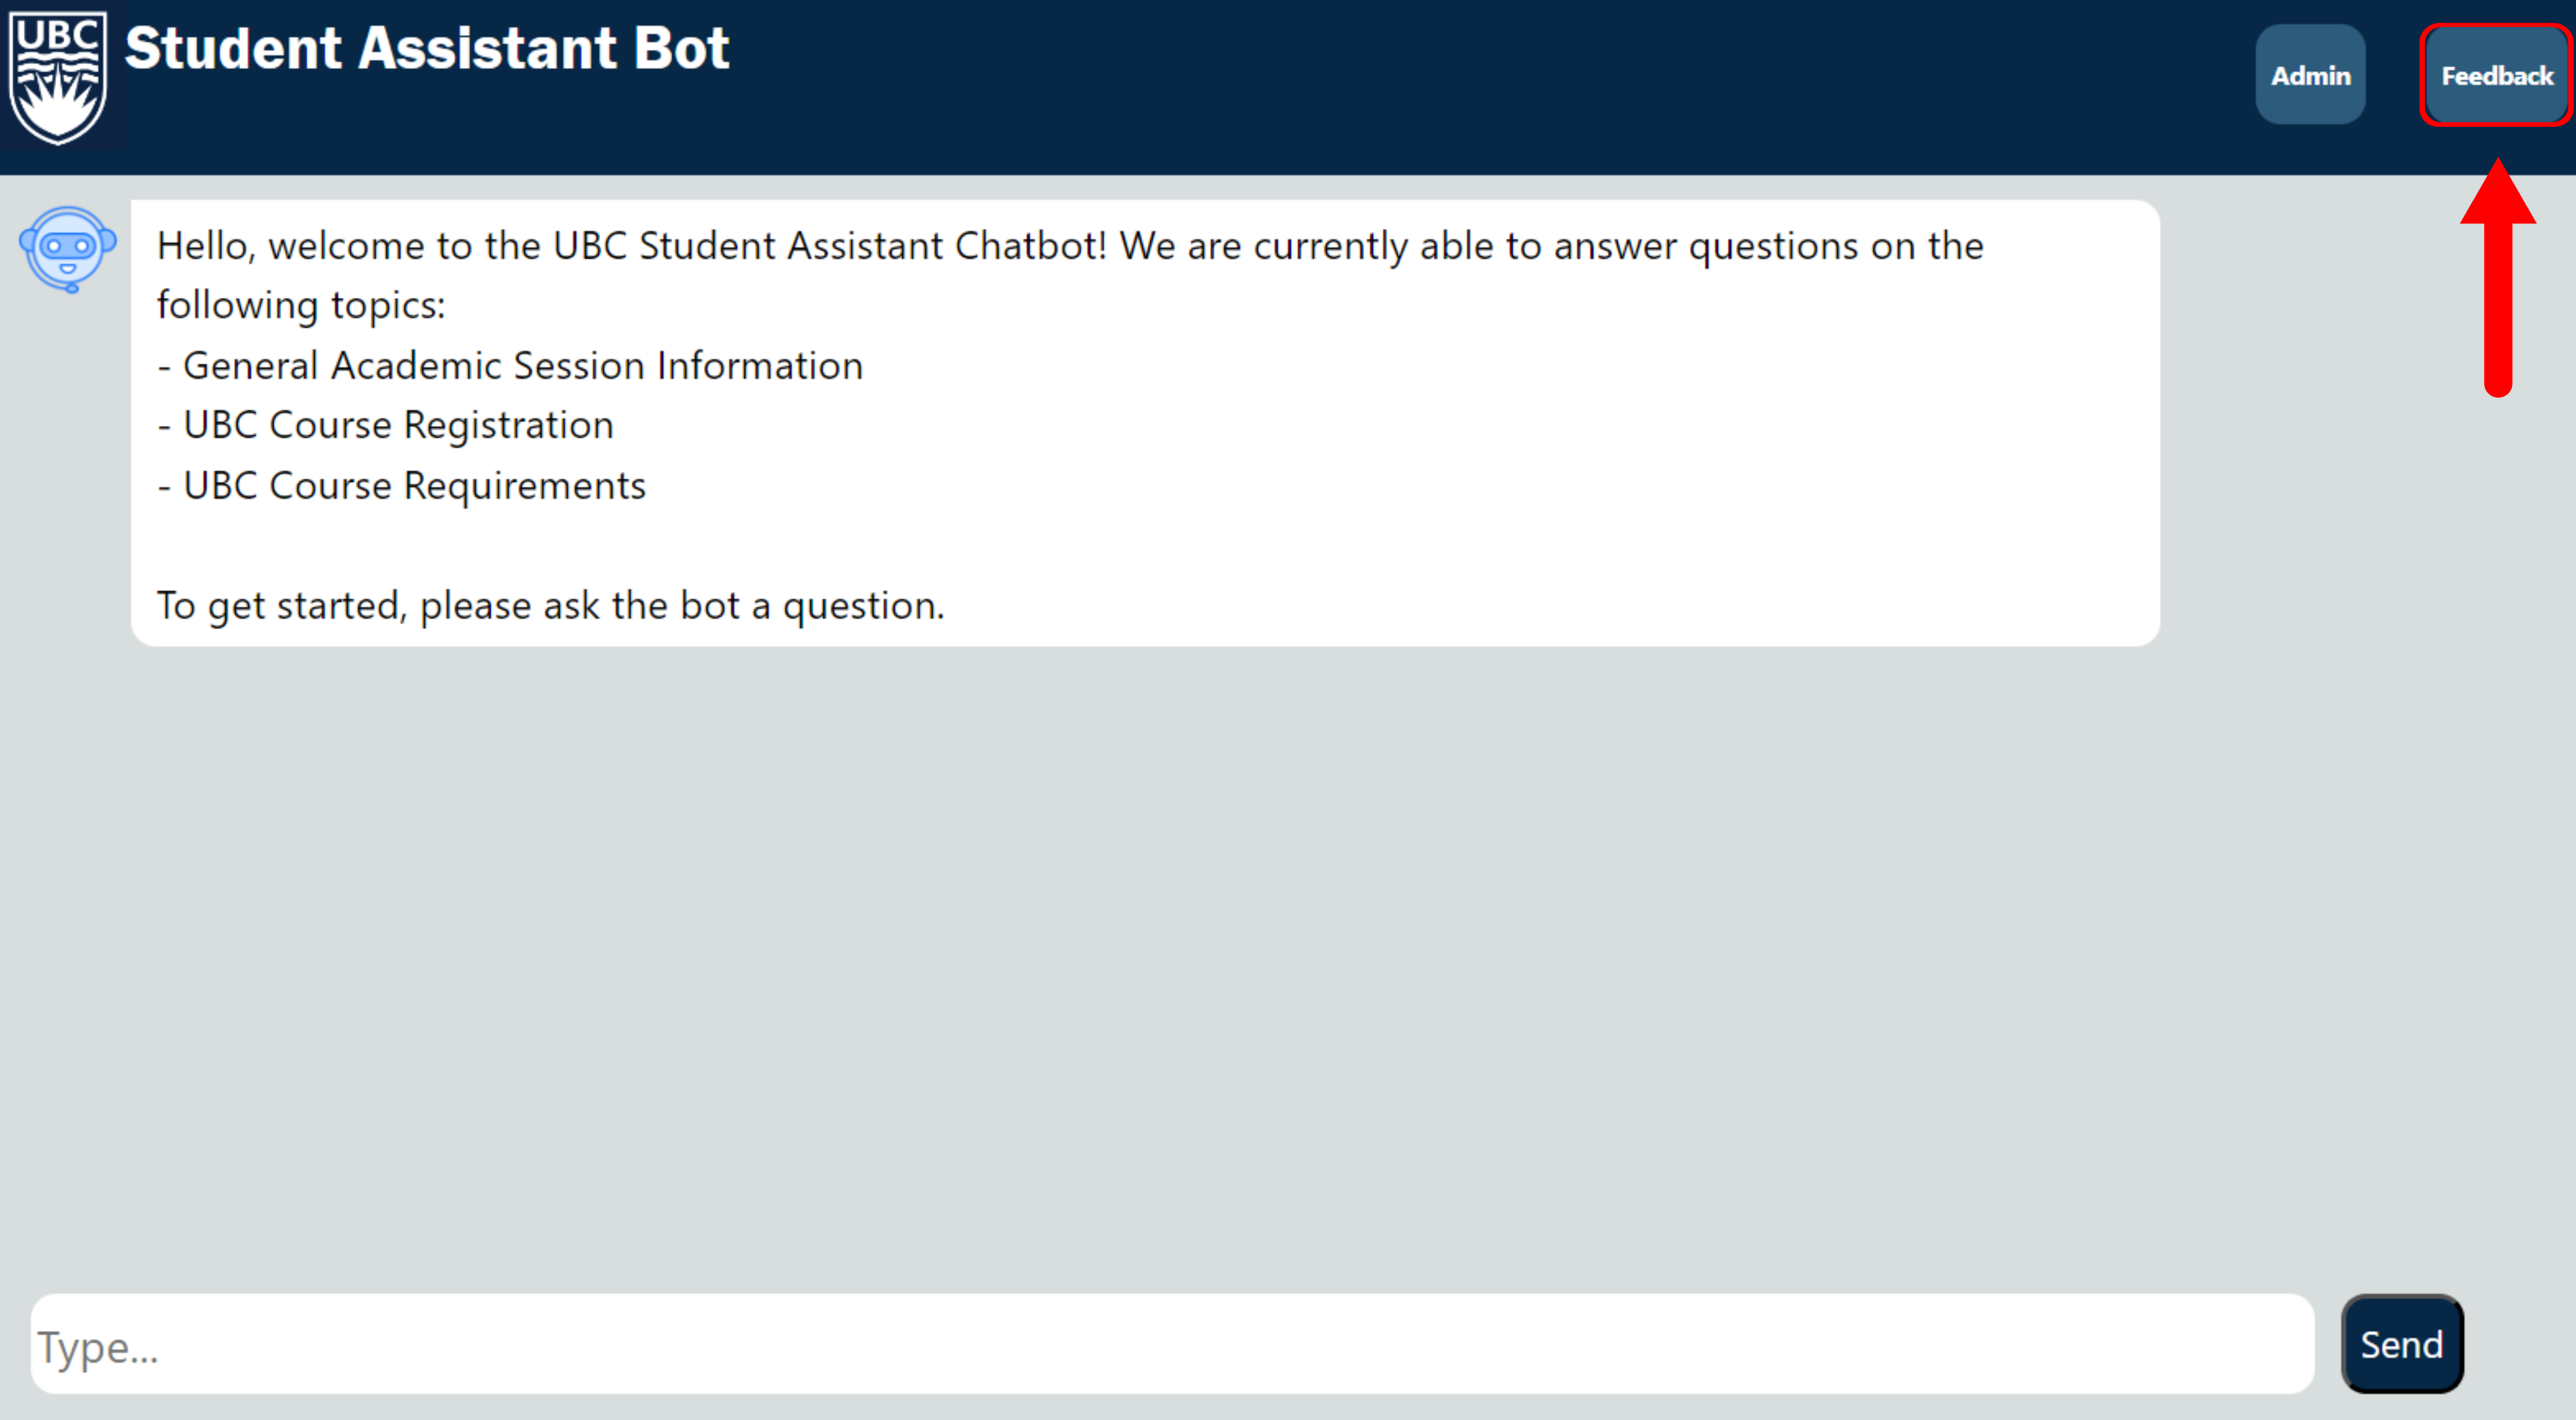 UBC
Student Assistant Bot
Admin
Feedback
Hello, welcome to the UBC Student Assistant Chatbot! We are currently able to answer questions on the
following topics:
- General Academic Session Information
- UBC Course Registration
- UBC Course Requirements
To get started, please ask the bot a question.
Type...
Send